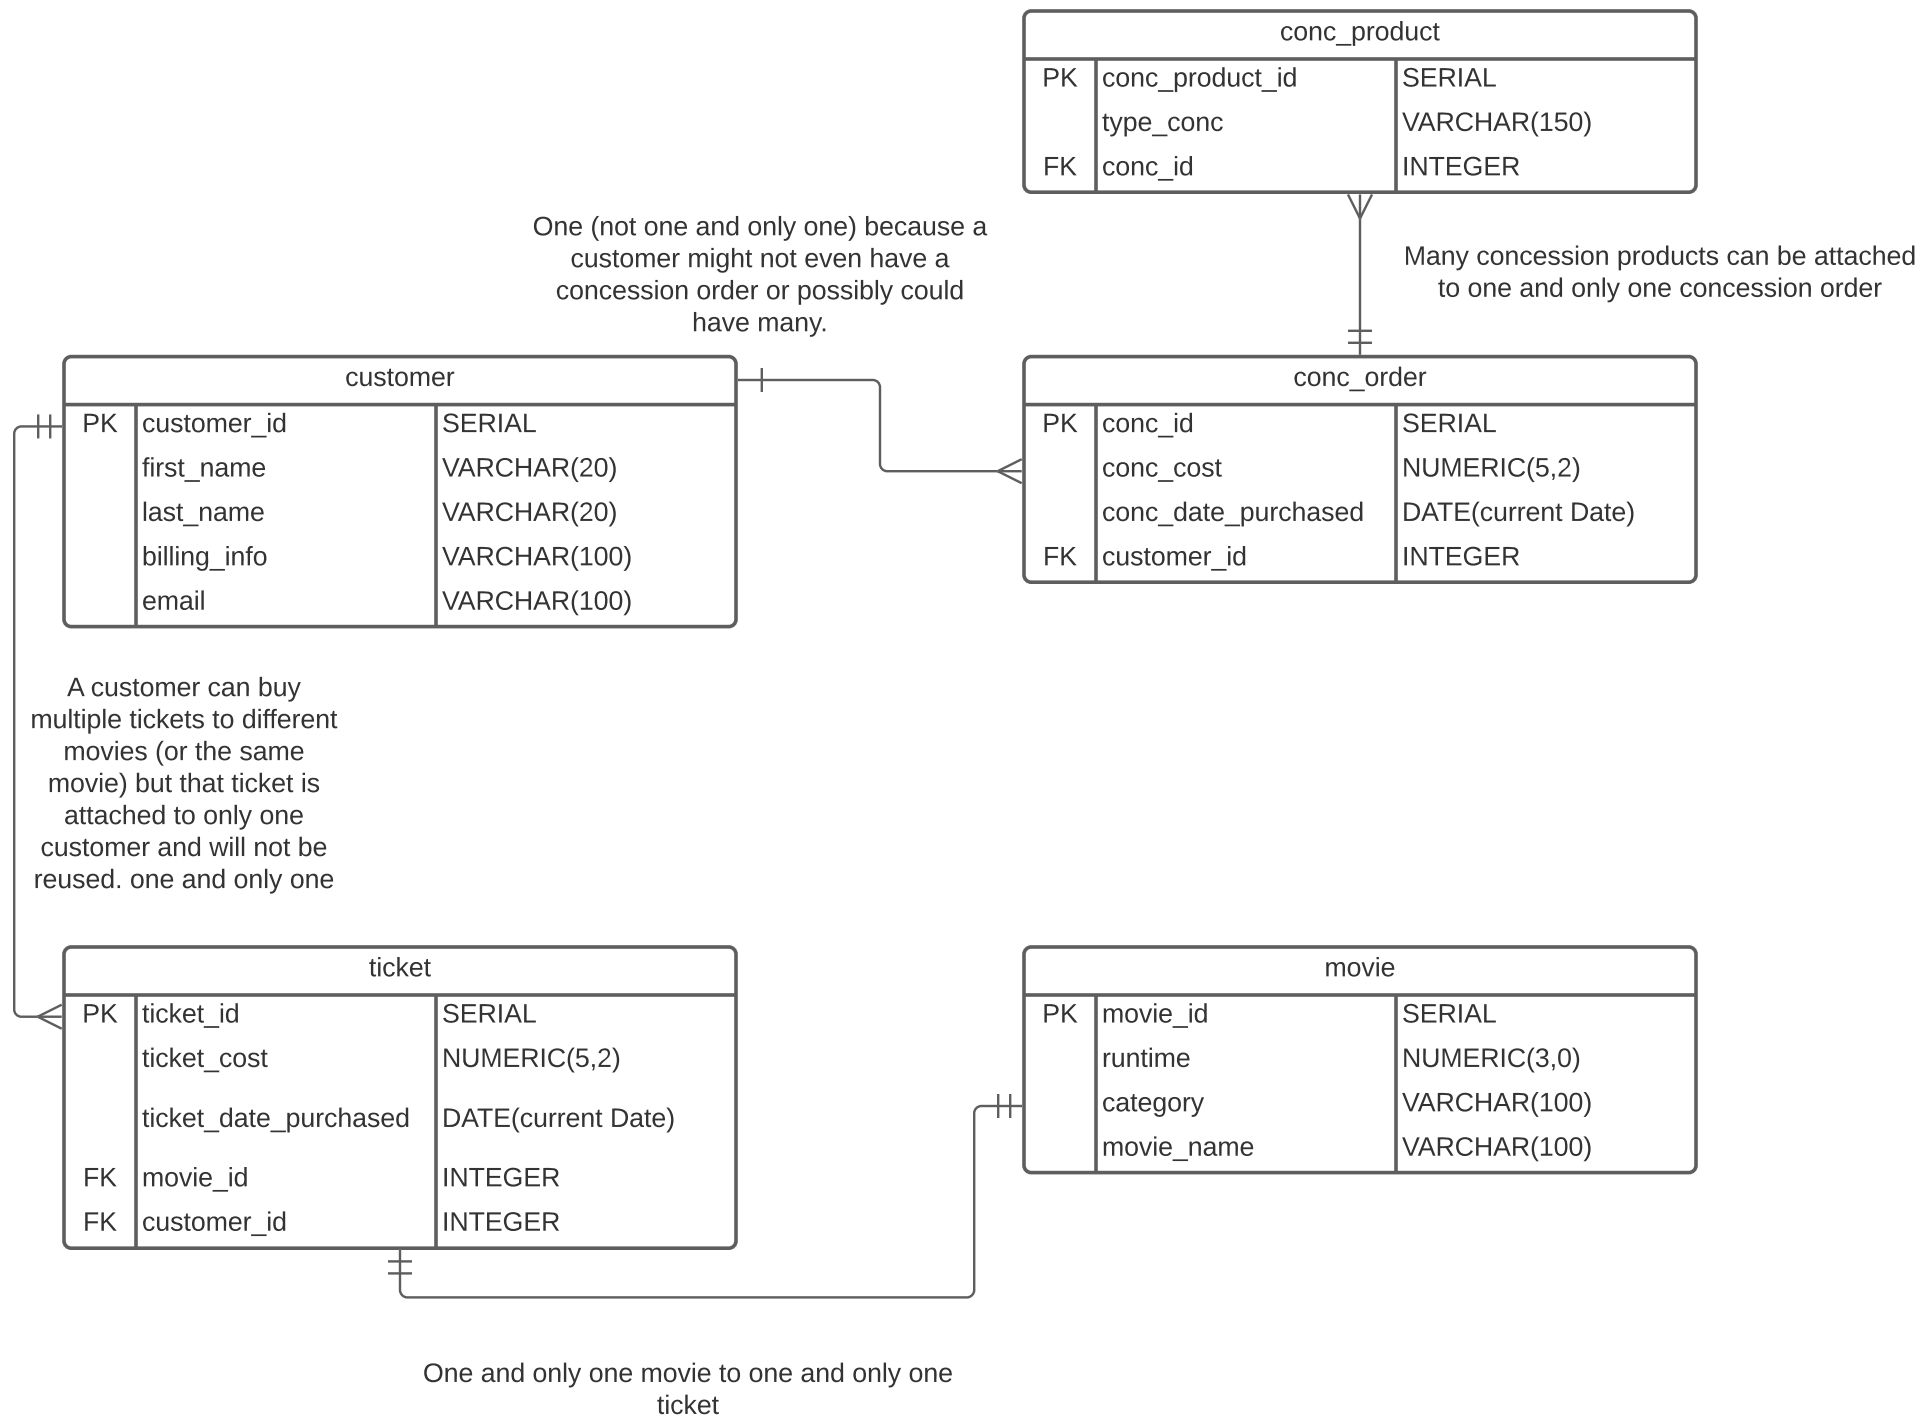 conc_product
PK conc_product_id SERIAL
type_conc VARCHAR(150)
FK conc_id INTEGER
One (not one and only one) because a
customer might not even have a
concession order or possibly could
have many.
Many concession products can be attached
to one and only one concession order
customer
PK customer_id SERIAL
first_name VARCHAR(20)
last_name VARCHAR(20)
billing_info VARCHAR(100)
email VARCHAR(100)
conc_order
PK conc_id SERIAL
conc_cost NUMERIC(5,2)
conc_date_purchased DATE(current Date)
FK customer_id INTEGER
A customer can buy
multiple tickets to different
movies (or the same
movie) but that ticket is
attached to only one
customer and will not be
reused. one and only one
ticket
PK ticket_id SERIAL
ticket_cost NUMERIC(5,2)
ticket_date_purchased DATE(current Date)
FK movie_id INTEGER
FK customer_id INTEGER
movie
PK movie_id SERIAL
runtime NUMERIC(3,0)
category VARCHAR(100)
movie_name VARCHAR(100)
One and only one movie to one and only one
ticket